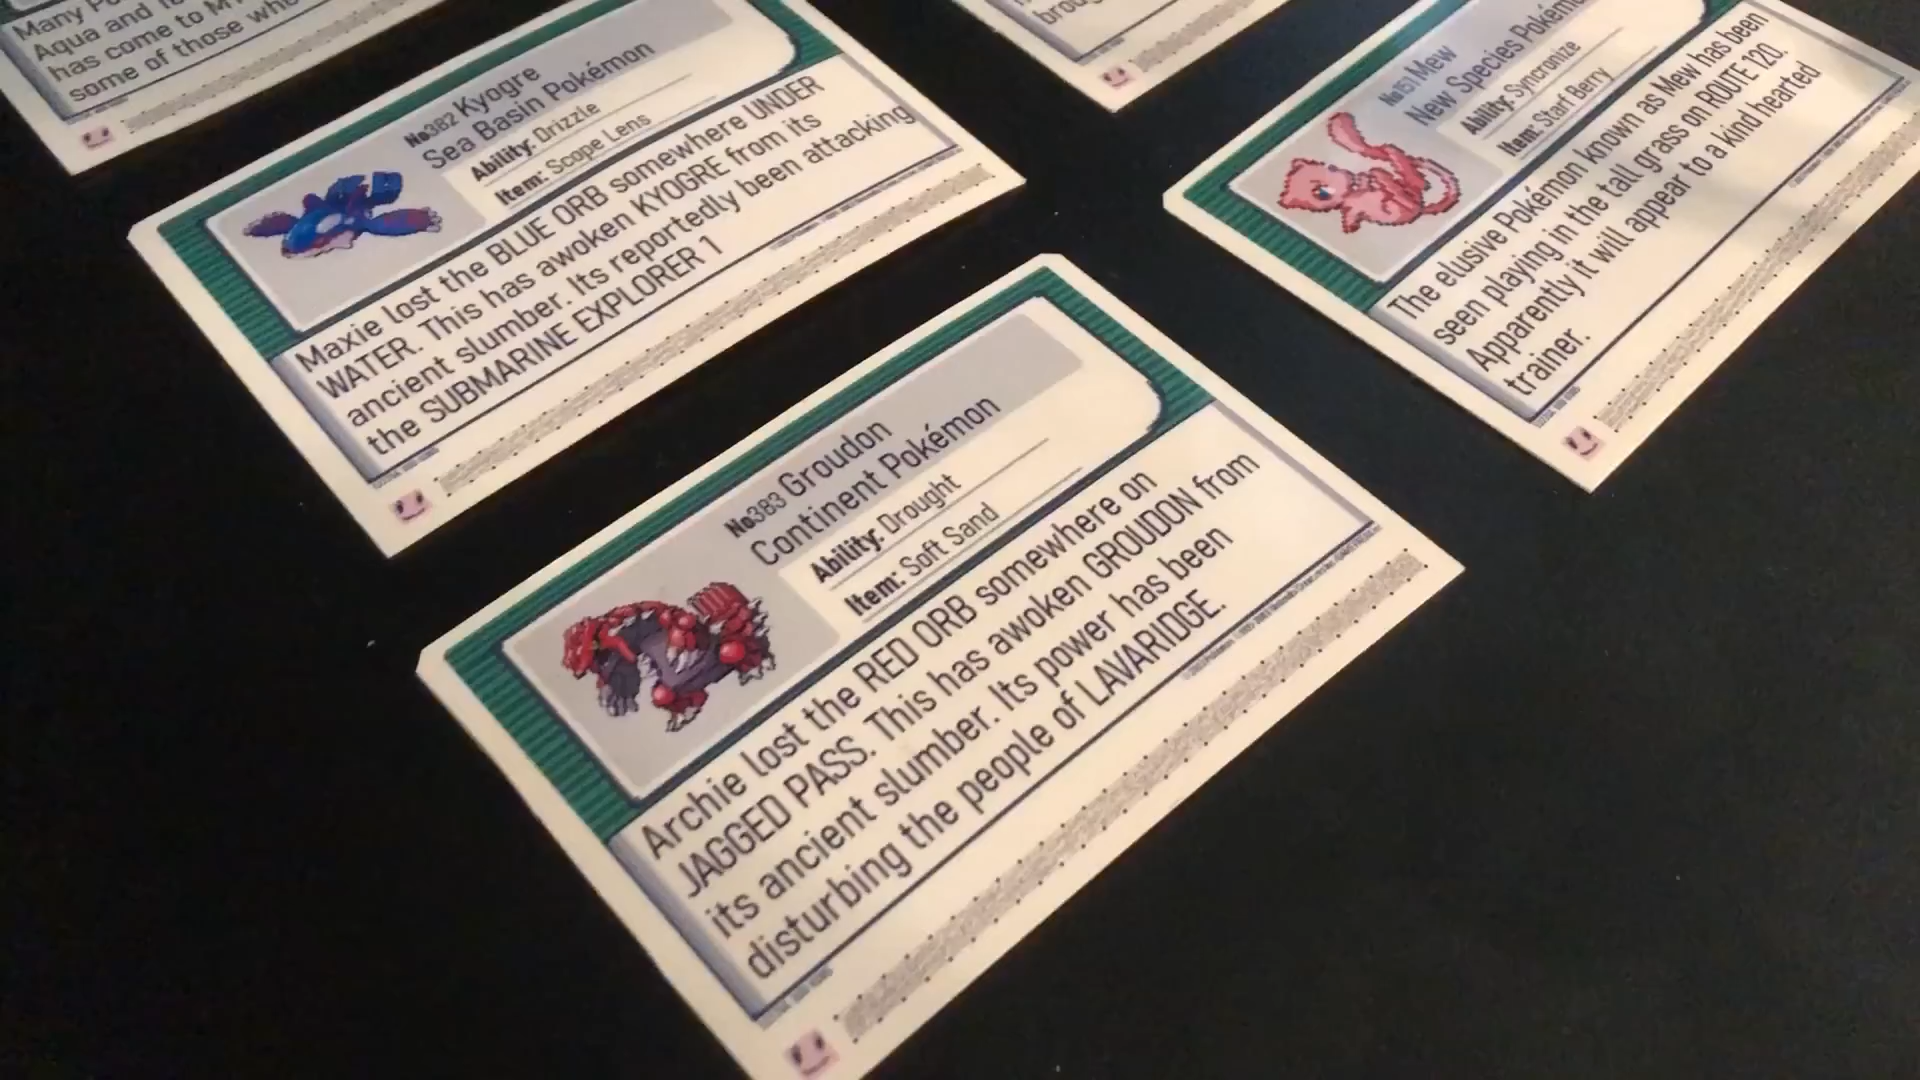 Many
Aqua and
has come to
some of those who
No382 Kyogre
Sea Basin Pokémon
Ability: Drizzle
Item: Scope Lens
Maxie lost the BLUE ORB somewhere UNDER
WATER. This has awoken KYOGRE from its
ancient slumber. Its reportedly been attacking
the SUBMARINE EXPLORER 1
No151 Mew
New Species Pokémon
Ability: Syncronize
Item: Starf Berry
The elusive Pokémon known as Mew has been
seen playing in the tall grass on ROUTE 120.
Apparently it will appear to a kind hearted
trainer.
No383 Groudon
Continent Pokémon
Ability: Drought
Item: Soft Sand
Archie lost the RED ORB somewhere on
JAGGED PASS. This has awoken GROUDON from
its ancient slumber. Its power has been
disturbing the people of LAVARIDGE.